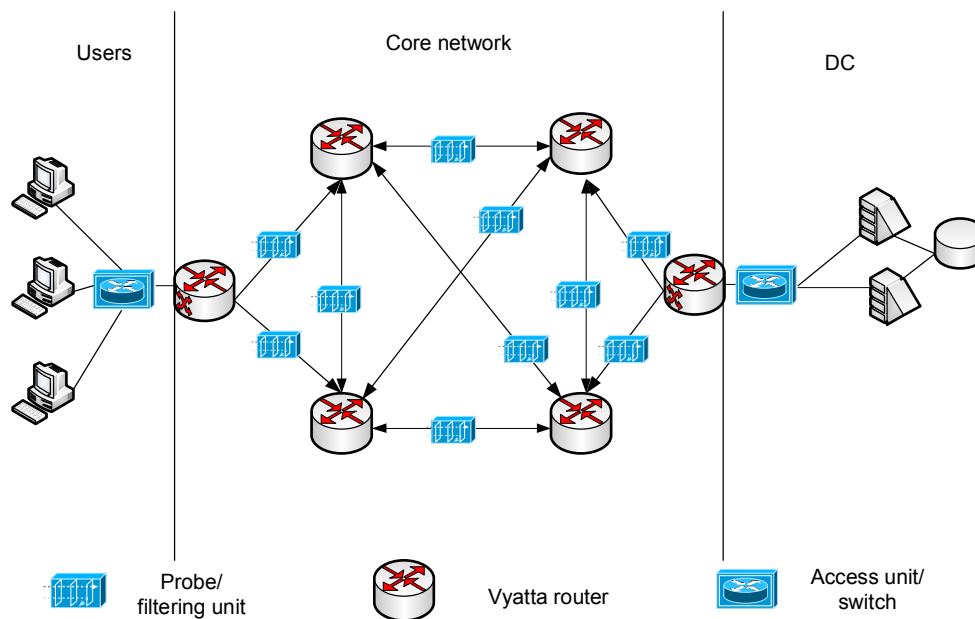 Users
Core network
DC
Probe/
filtering unit
Vyatta router
Access unit/
switch